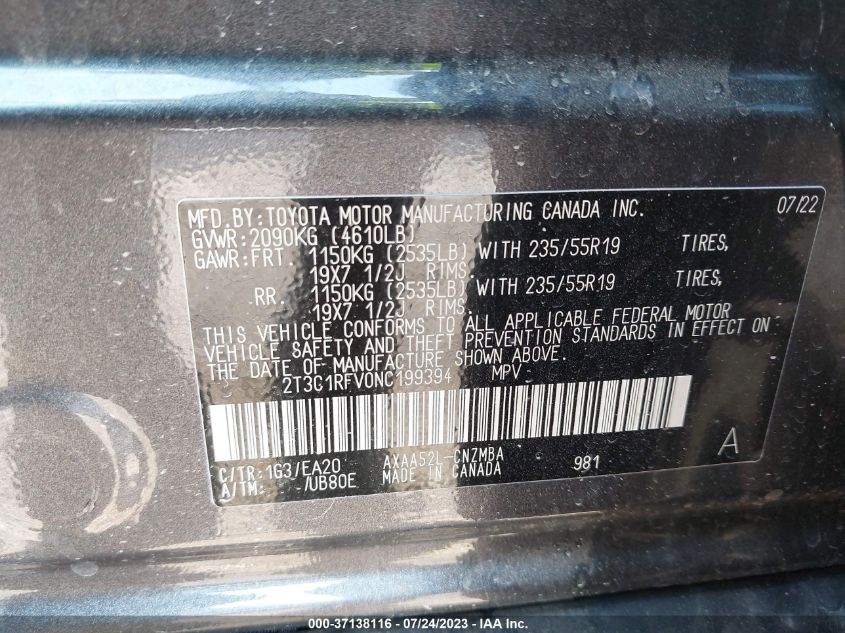 MFD. BY: TOYOTA MOTOR MANUFACTURING CANADA INC. 07/22
GVWR: 2090KG (4610LB)
GAWR: FRT. 1150KG (2535LB) WITH 235/55R19 TIRES,
19X7 1/2J RIMS.
RR. 1150KG (2535LB) WITH 235/55R19 TIRES,
19X7 1/2J RIMS.
THIS VEHICLE CONFORMS TO ALL APPLICABLE FEDERAL MOTOR
VEHICLE SAFETY AND THEFT PREVENTION STANDARDS IN EFFECT ON
THE DATE OF MANUFACTURE SHOWN ABOVE.
2T3C1RFV0NC199394 MPV
A
C/TR: 1G3/EA20 AXAA52L-CNZMBA
A/TM: /UB80E MADE IN CANADA 981
000-37138116 - 07/24/2023 - IAA Holdings, LLC.